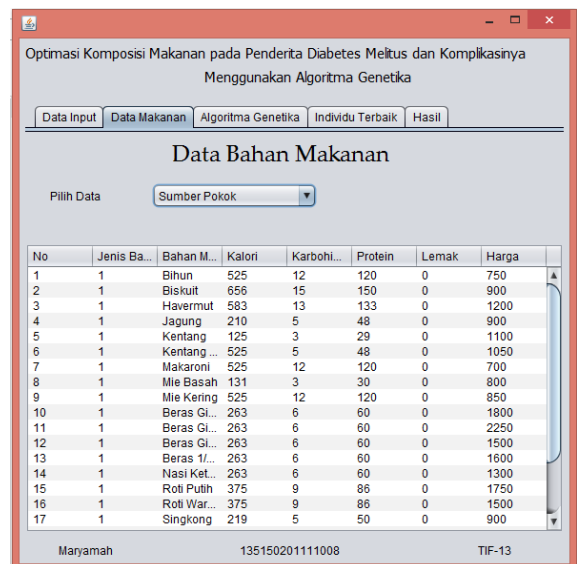 Optimasi Komposisi Makanan pada Penderita Diabetes Melitus dan Komplikasinya
Menggunakan Algoritma Genetika
Data Input Data Makanan Algoritma Genetika Individu Terbaik Hasil
Data Bahan Makanan
Pilih Data Sumber Pokok
No Jenis Ba... Bahan M... Kalori Karbohi... Protein Lemak Harga
1 1 Bihun 525 12 120 0 750
2 1 Biskuit 656 15 150 0 900
3 1 Havermut 583 13 133 0 1200
4 1 Jagung 210 5 48 0 900
5 1 Kentang 125 3 29 0 1100
6 1 Kentang ... 525 5 48 0 1050
7 1 Makaroni 525 12 120 0 700
8 1 Mie Basah 131 3 30 0 800
9 1 Mie Kering 525 12 120 0 850
10 1 Beras Gi... 263 6 60 0 1800
11 1 Beras Gi... 263 6 60 0 2250
12 1 Beras Gi... 263 6 60 0 1500
13 1 Beras 1/... 263 6 60 0 1600
14 1 Nasi Ket... 263 6 60 0 1300
15 1 Roti Putih 375 9 86 0 1750
16 1 Roti War... 375 9 86 0 1500
17 1 Singkong 219 5 50 0 900
Maryamah 135150201111008 TIF-13